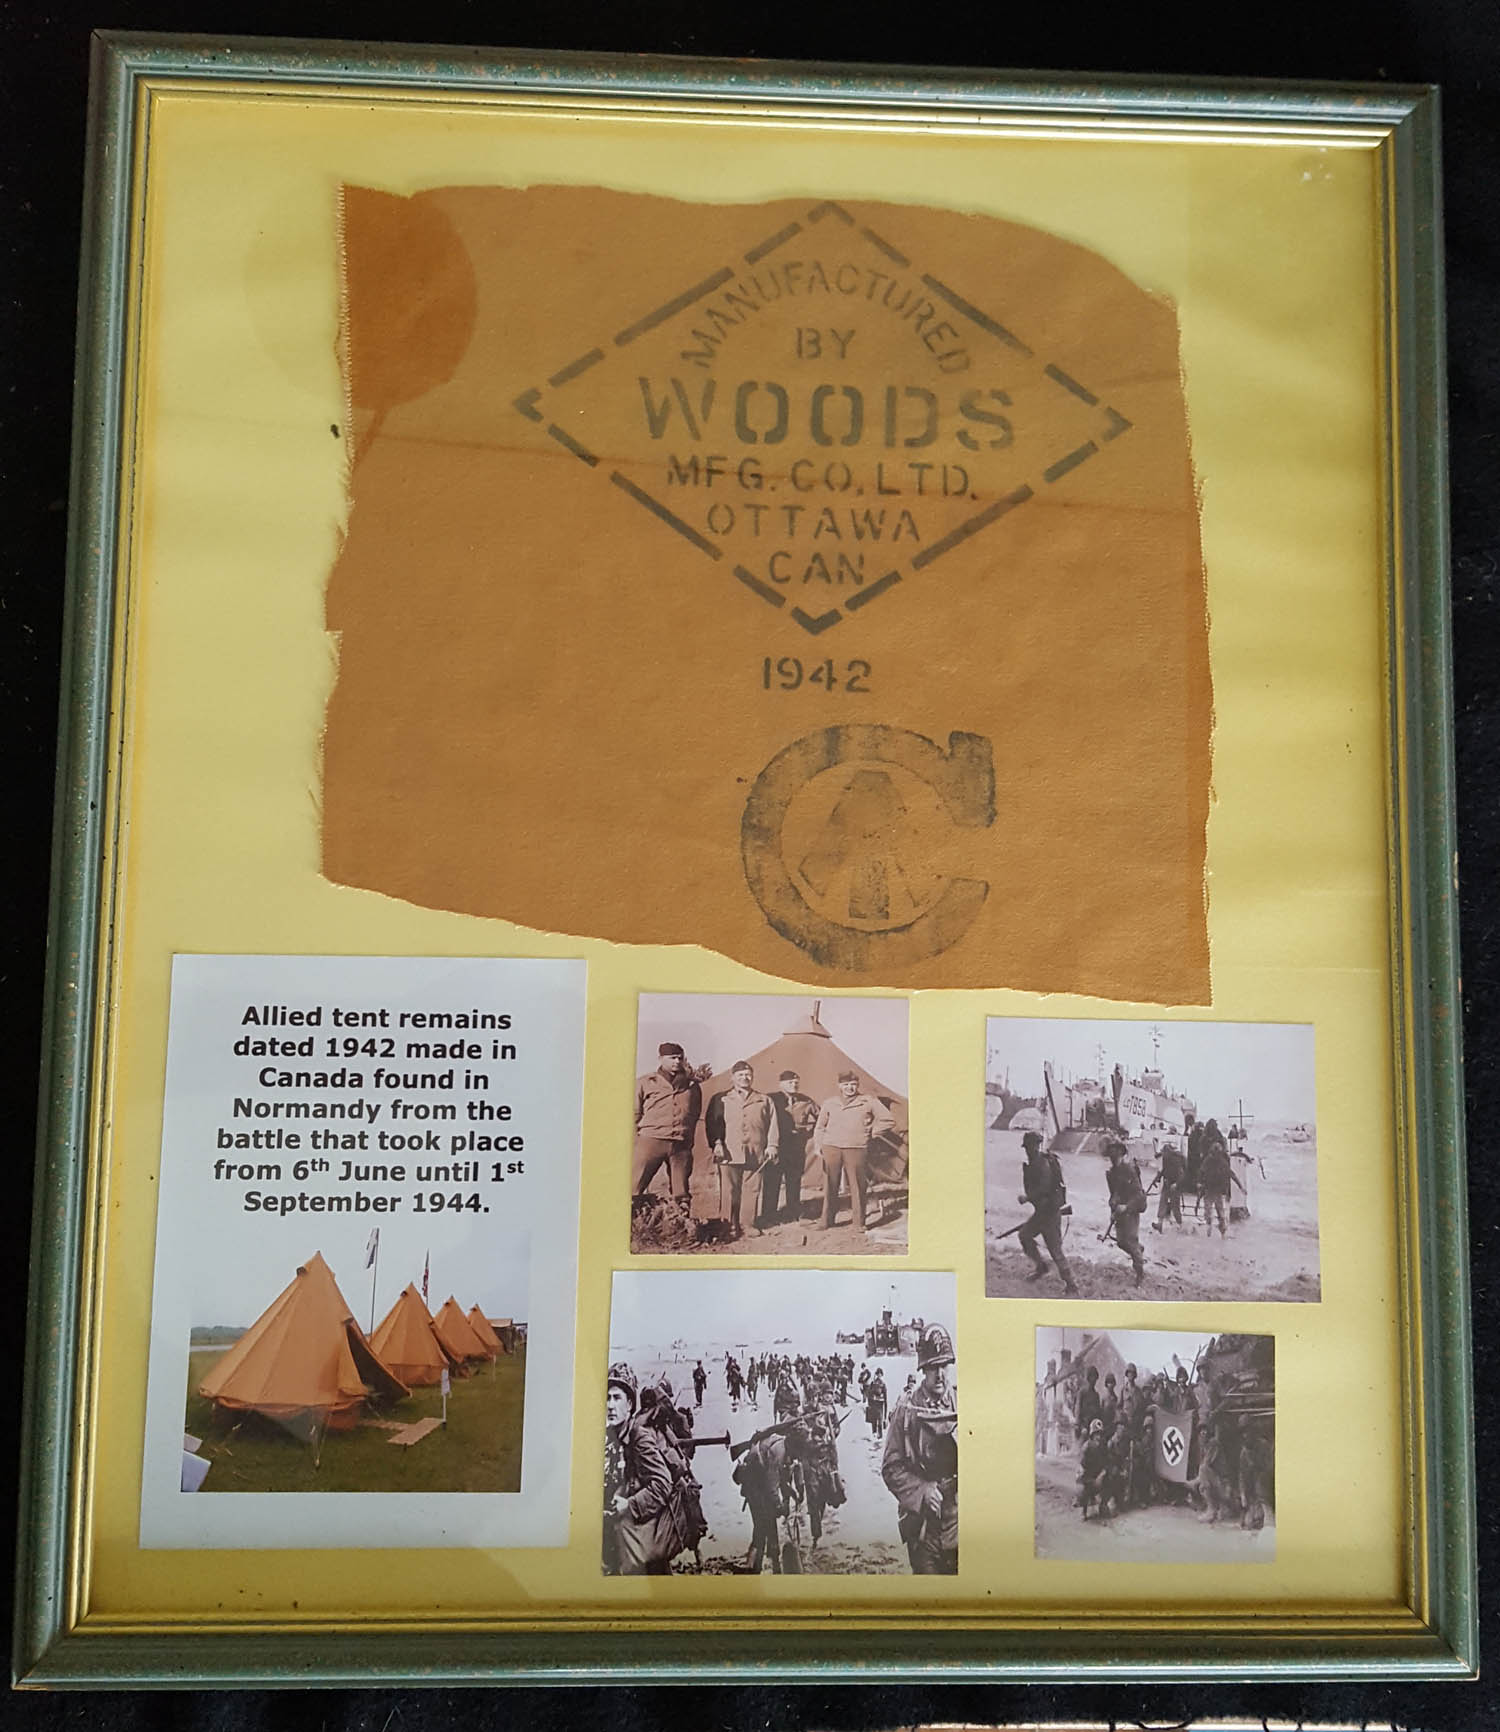 MANUFACTURED
BY
WOODS
MFG. CO, LTD.
OTTAWA
CAN
1942
C
Allied tent remains
dated 1942 made in
Canada found in
Normandy from the
battle that took place
from 6th June until 1st
September 1944.